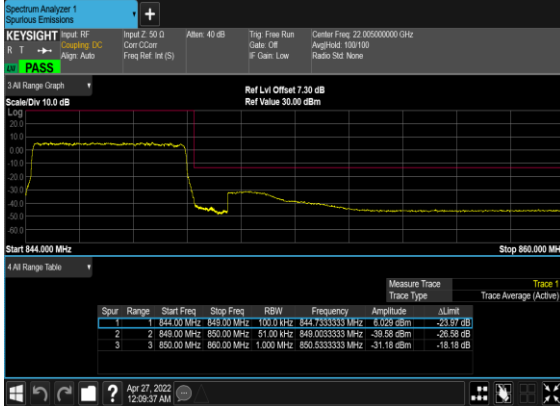 Spectrum Analyzer 1
Spurious Emissions
+
KEYSIGHT Input: RF Input Z: 50 Ω Atten: 40 dB Trig: Free Run Center Freq: 22.005000000 GHz
R T Coupling: DC Corr CCorr Gate: Off Avg|Hold: 100/100
Align: Auto Freq Ref: Int (S) IF Gain: Low Radio Std: None
PASS
3 All Range Graph
Ref Lvl Offset 7.30 dB
Scale/Div 10.0 dB Ref Value 30.00 dBm
Log
20.0
10.0
0.00
-10.0
-20.0
-30.0
-40.0
-50.0
-60.0
Start 844.000 MHz Stop 860.000 MH
4 All Range Table
Measure Trace Trace 1
Trace Type Trace Average (Active)
Spur Range Start Freq Stop Freq RBW Frequency Amplitude ΔLimit
1 1 844.00 MHz 849.00 MHz 100.0 kHz 844.7333333 MHz 6.029 dBm -23.97 dB
2 2 849.00 MHz 850.00 MHz 51.00 kHz 849.0033333 MHz -39.58 dBm -26.58 dB
3 3 850.00 MHz 860.00 MHz 1.000 MHz 850.5333333 MHz -31.18 dBm -18.18 dB
? Apr 27, 2022
12:09:37 AM